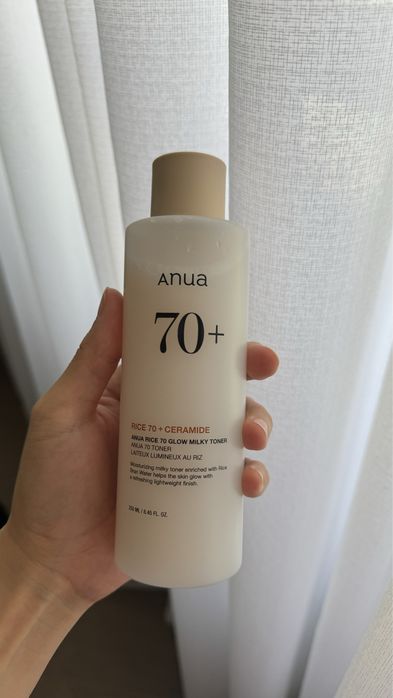 Anua
70+
RICE 70 + CERAMIDE
ANUA RICE 70 GLOW MILKY TONER
ANUA 70 TONER
LAITEUX LUMINEUX AU RIZ
Moisturizing milky toner enriched with Rice
Bran Water helps the skin glow with
a refreshing lightweight finish.
250 ML / 8.45 FL. OZ.